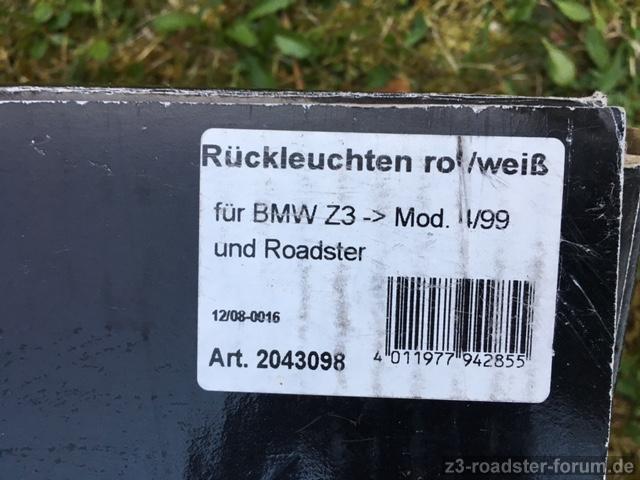 Rückleuchten rot/weiß
für BMW Z3 -> Mod. 4/99
und Roadster
12/08-0016
Art. 2043098
4 011977 942855
z3-roadster-forum.de